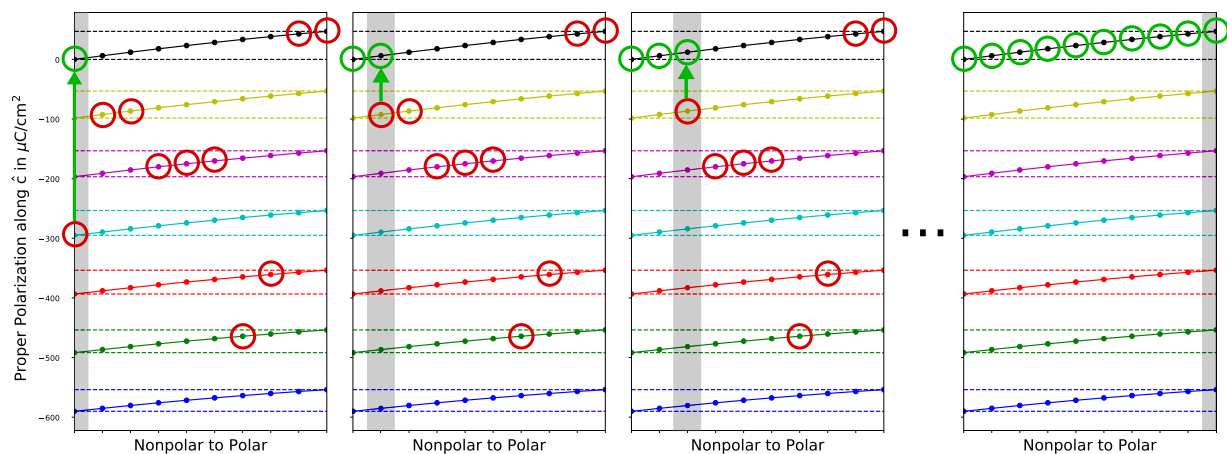 Proper Polarization along ĉ in μC/cm²
0
−100
−200
−300
−400
−500
−600
Nonpolar to Polar
Nonpolar to Polar
Nonpolar to Polar
...
Nonpolar to Polar